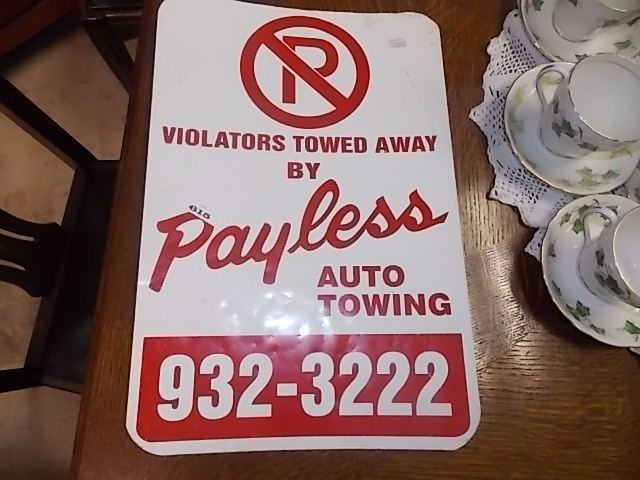 P
VIOLATORS TOWED AWAY
BY
615
Payless
AUTO
TOWING
932-3222